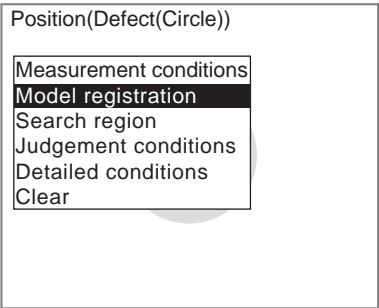 Position(Defect(Circle))
Measurement conditions
Model registration
Search region
Judgement conditions
Detailed conditions
Clear